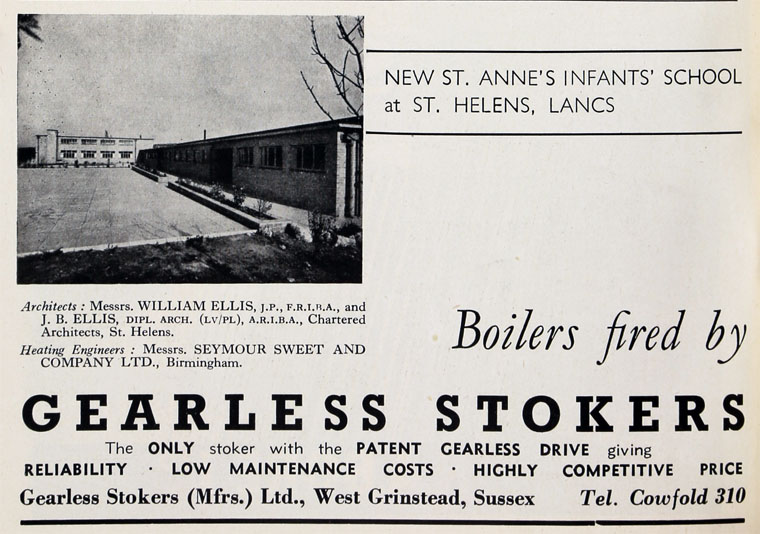 NEW ST. ANNE'S INFANTS' SCHOOL
at ST. HELENS, LANCS
Architects : Messrs. WILLIAM ELLIS, J.P., F.R.I.B.A., and
J. B. ELLIS, DIPL. ARCH. (LV/PL), A.R.I.B.A., Chartered
Architects, St. Helens.
Heating Engineers : Messrs. SEYMOUR SWEET AND
COMPANY LTD., Birmingham.
Boilers fired by
GEARLESS STOKERS
The ONLY stoker with the PATENT GEARLESS DRIVE giving
RELIABILITY · LOW MAINTENANCE COSTS · HIGHLY COMPETITIVE PRICE
Gearless Stokers (Mfrs.) Ltd., West Grinstead, Sussex Tel. Cowfold 310